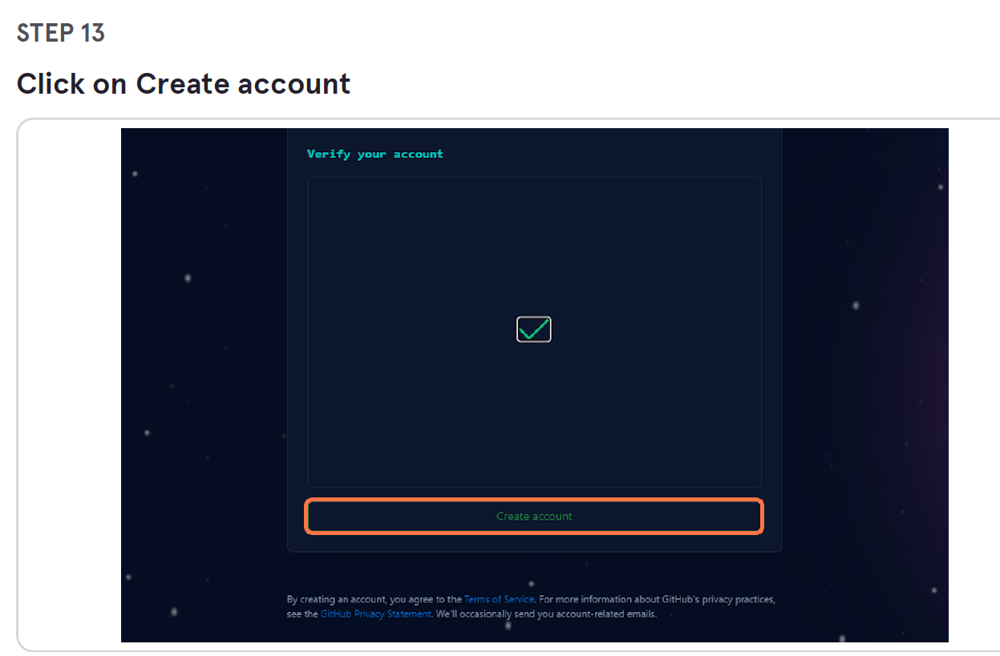 STEP 13
Click on Create account
Verify your account
Create account
By creating an account, you agree to the Terms of Service. For more information about GitHub's privacy practices,
see the GitHub Privacy Statement. We'll occasionally send you account-related emails.